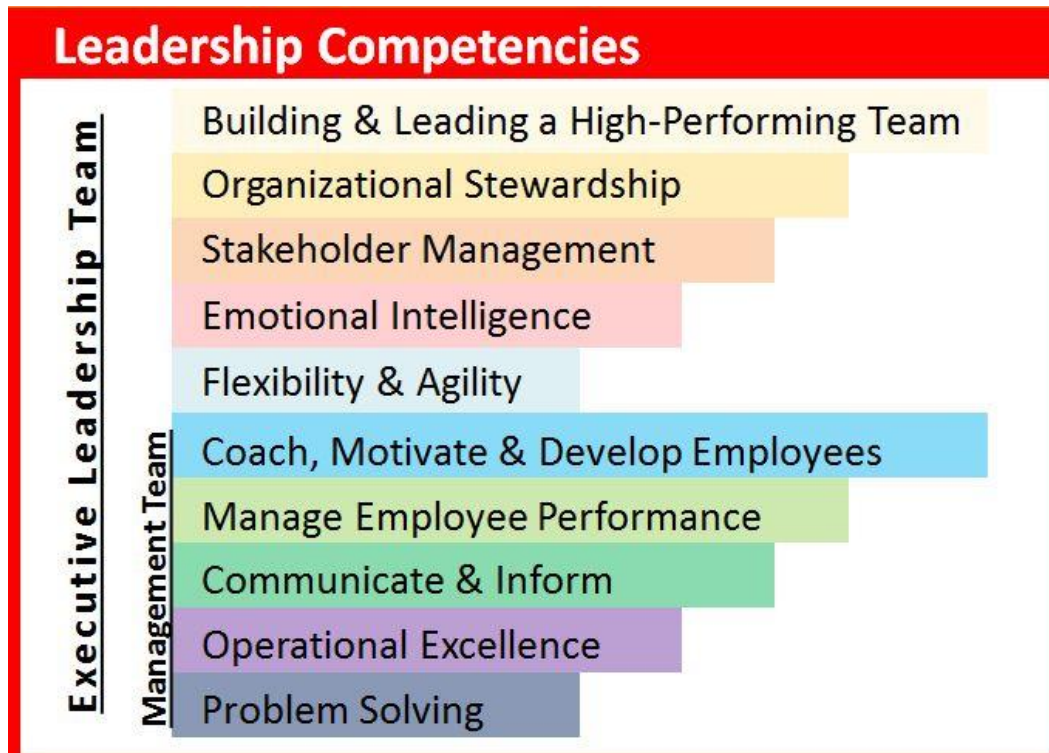 Leadership Competencies
Executive Leadership Team
Building & Leading a High-Performing Team
Organizational Stewardship
Stakeholder Management
Emotional Intelligence
Flexibility & Agility
Management Team
Coach, Motivate & Develop Employees
Manage Employee Performance
Communicate & Inform
Operational Excellence
Problem Solving